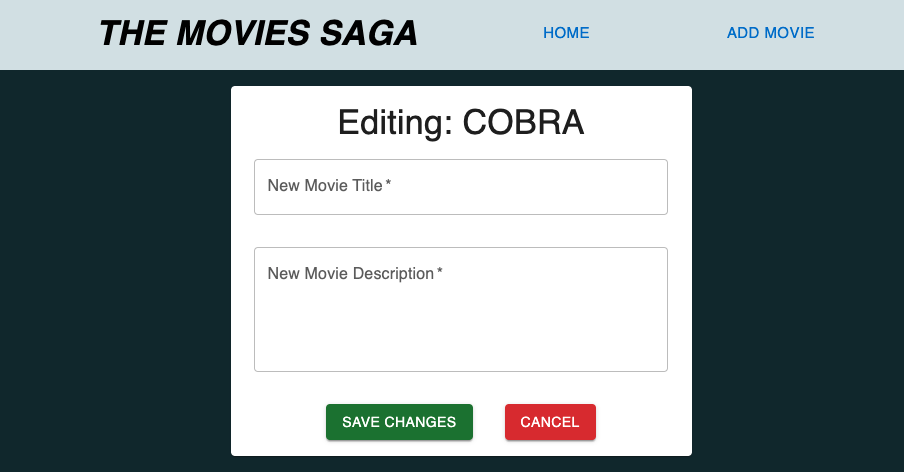 THE MOVIES SAGA
HOME
ADD MOVIE
Editing: COBRA
New Movie Title *
New Movie Description *
SAVE CHANGES
CANCEL